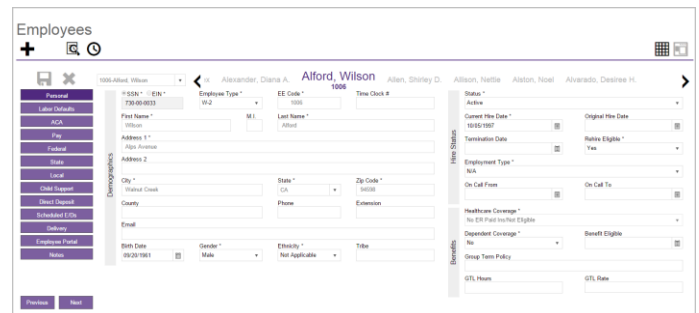 Employees
1006-Alford, Wilson
Alexander, Diana A. Alford, Wilson Allen, Shirley D. Allison, Nettie Alston, Noel Alvarado, Desiree H.
1006
Personal
Labor Defaults
ACA
Pay
Federal
State
Local
Child Support
Direct Deposit
Scheduled E/Ds
Delivery
Employee Portal
Notes
Previous Next
Demographics
SSN * EIN * Employee Type * EE Code * Time Clock #
730-00-0033 W-2 1006
First Name * M.I. Last Name *
Wilson Alford
Address 1 *
Alps Avenue
Address 2
City * State * Zip Code *
Walnut Creek CA 94598
County Phone Extension
Email
Birth Date Gender * Ethnicity * Tribe
09/20/1961 Male Not Applicable
Hire Status
Status *
Active
Current Hire Date * Original Hire Date
10/05/1997
Termination Date Rehire Eligible *
Yes
Employment Type *
N/A
On Call From On Call To
Benefits
Healthcare Coverage *
No ER Paid Ins/Not Eligible
Dependent Coverage * Benefit Eligible
No
Group Term Policy
GTL Hours GTL Rate